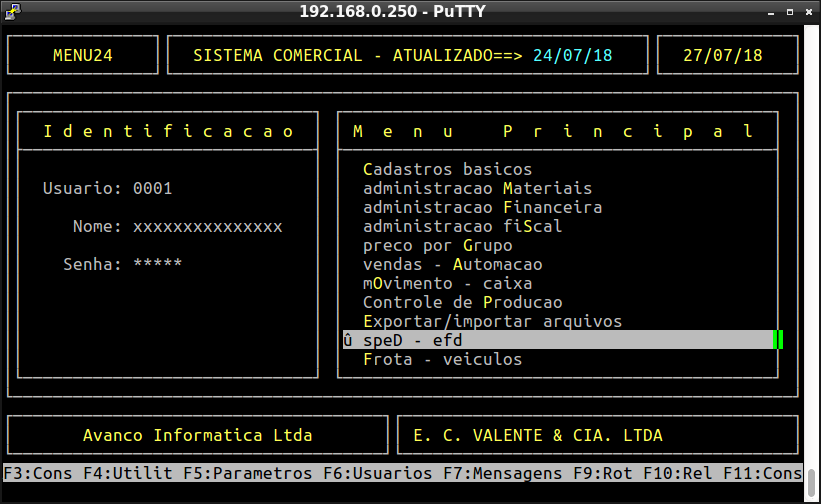 192.168.0.250 - PuTTY
MENU24 SISTEMA COMERCIAL - ATUALIZADO==> 24/07/18 27/07/18
I d e n t i f i c a c a o
Usuario: 0001
Nome: xxxxxxxxxxxxxxx
Senha: *****
M e n u P r i n c i p a l
Cadastros basicos
administracao Materiais
administracao Financeira
administracao fiScal
preco por Grupo
vendas - Automacao
mOvimento - caixa
Controle de Producao
Exportar/importar arquivos
û speD - efd
Frota - veiculos
Avanco Informatica Ltda E. C. VALENTE & CIA. LTDA
F3:Cons F4:Utilit F5:Parametros F6:Usuarios F7:Mensagens F9:Rot F10:Rel F11:Cons